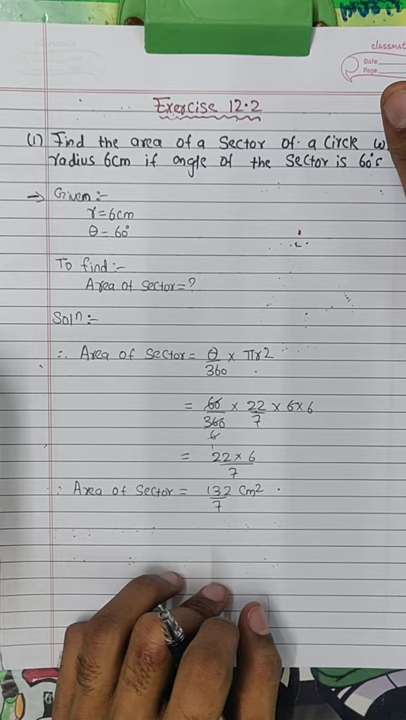 classmate
Date
Page
Exercise 12.2
(1) Find the area of a sector of a circle w
radius 6cm if angle of the sector is 60°c
→ Given:-
r=6cm
θ=60°
To find:-
Area of sector=?
Solⁿ:-
∴ Area of sector = θ/360 × πr2
= 60/360 × 22/7 × 6×6
6
= 22×6/7
∴ Area of sector = 132/7 cm²